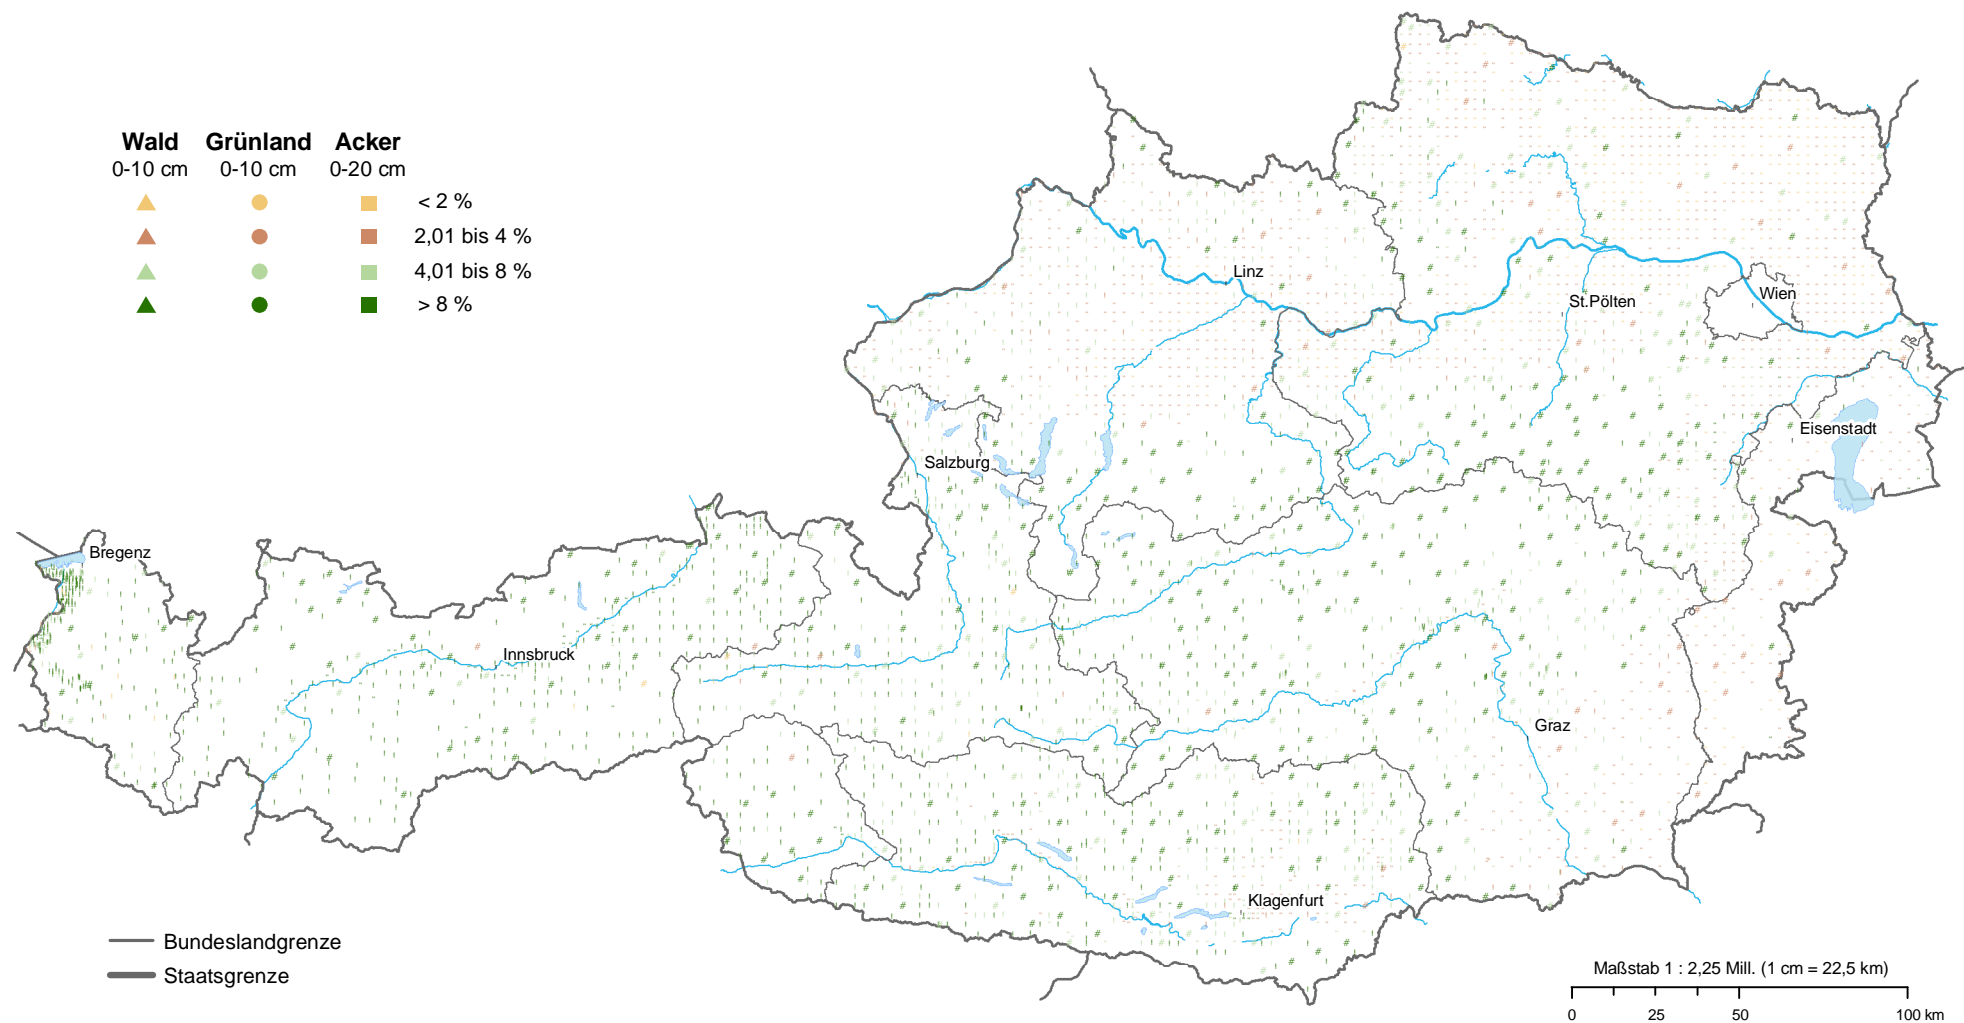 Wald Grünland Acker
0-10 cm 0-10 cm 0-20 cm
< 2 %
2,01 bis 4 %
4,01 bis 8 %
> 8 %
Linz
St.Pölten
Wien
Eisenstadt
Salzburg
Bregenz
Innsbruck
Graz
Klagenfurt
Bundeslandgrenze
Staatsgrenze
Maßstab 1 : 2,25 Mill. (1 cm = 22,5 km)
0 25 50 100 km